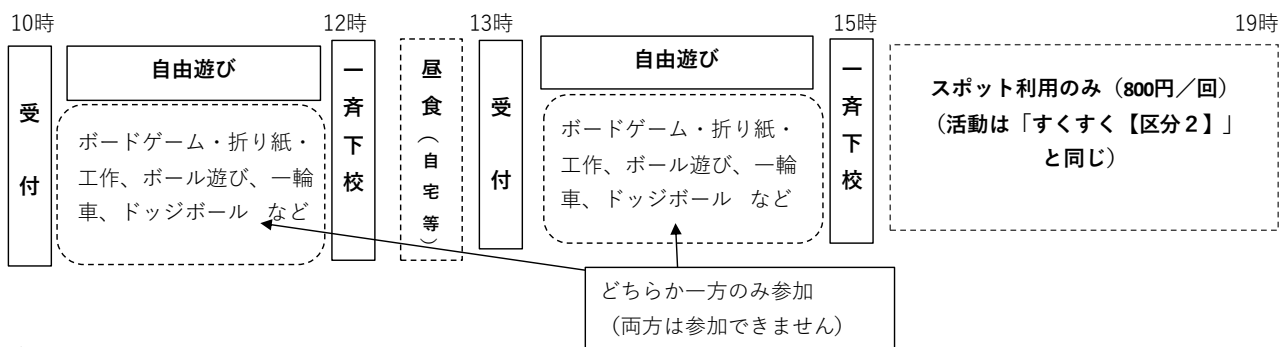 10時
12時
13時
15時
19時
受付
自由遊び
ボードゲーム・折り紙・
工作、ボール遊び、一輪
車、ドッジボール など
一斉下校
昼食(自宅等)
受付
自由遊び
ボードゲーム・折り紙・
工作、ボール遊び、一輪
車、ドッジボール など
一斉下校
スポット利用のみ（800円／回）
（活動は「すくすく【区分２】」
と同じ）
どちらか一方のみ参加
（両方は参加できません）